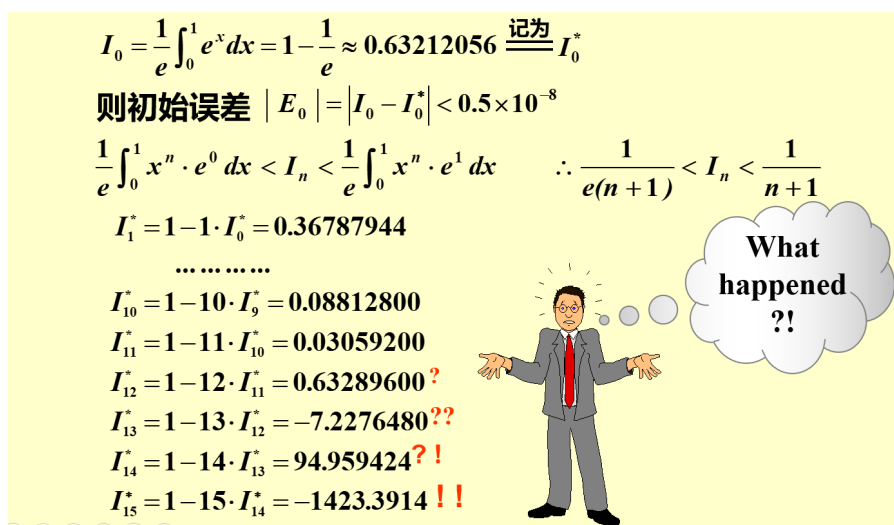 I₀ = 1/e ∫₀¹ eˣ dx = 1 − 1/e ≈ 0.63212056 记为 I₀*
则初始误差 | E₀ | = |I₀ − I₀*| < 0.5×10⁻⁸
1/e ∫₀¹ xⁿ · e⁰ dx < Iₙ < 1/e ∫₀¹ xⁿ · e¹ dx ∴ 1/e(n+1) < Iₙ < 1/n+1
I₁* = 1−1· I₀* = 0.36787944
… … … …
I₁₀* = 1−10· I₉* = 0.08812800
I₁₁* = 1−11· I₁₀* = 0.03059200
I₁₂* = 1−12· I₁₁* = 0.63289600 ?
I₁₃* = 1−13· I₁₂* = −7.2276480 ??
I₁₄* = 1−14· I₁₃* = 94.959424 ? !
I₁₅* = 1−15· I₁₄* = −1423.3914 ! !
What
happened
?!